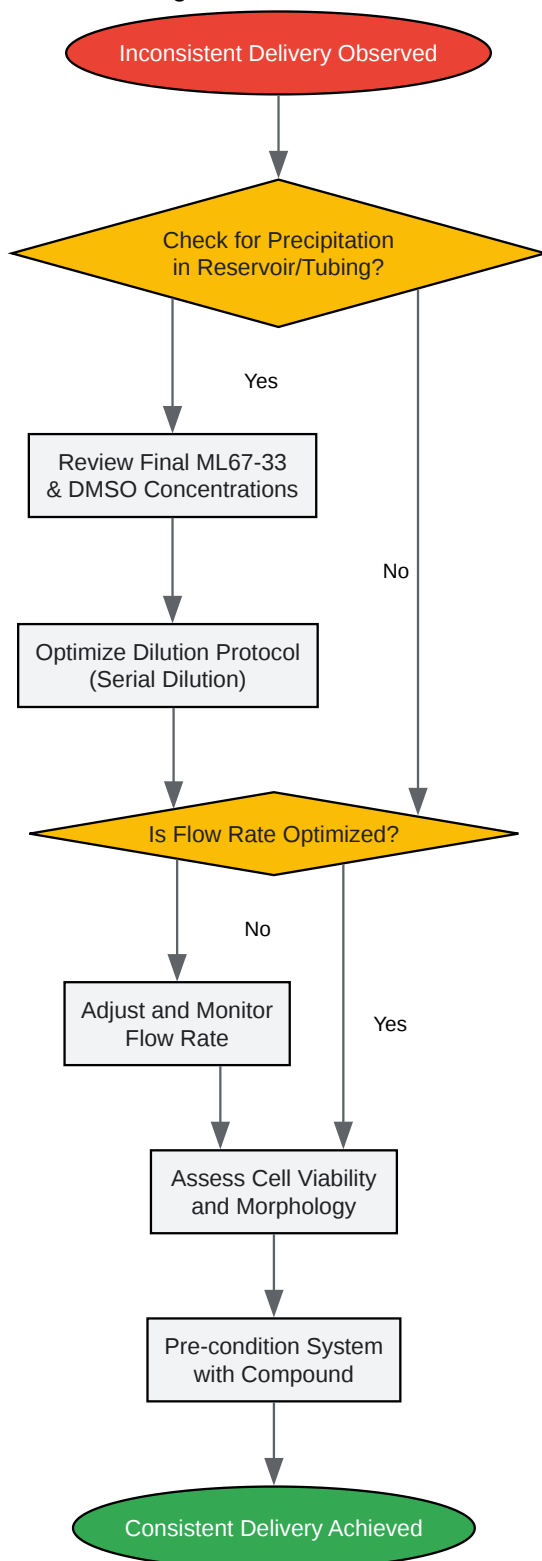 Inconsistent Delivery Observed
Check for Precipitation
in Reservoir/Tubing?
Yes
Review Final ML67-33
& DMSO Concentrations
No
Optimize Dilution Protocol
(Serial Dilution)
Is Flow Rate Optimized?
No
Adjust and Monitor
Flow Rate
Yes
Assess Cell Viability
and Morphology
Pre-condition System
with Compound
Consistent Delivery Achieved